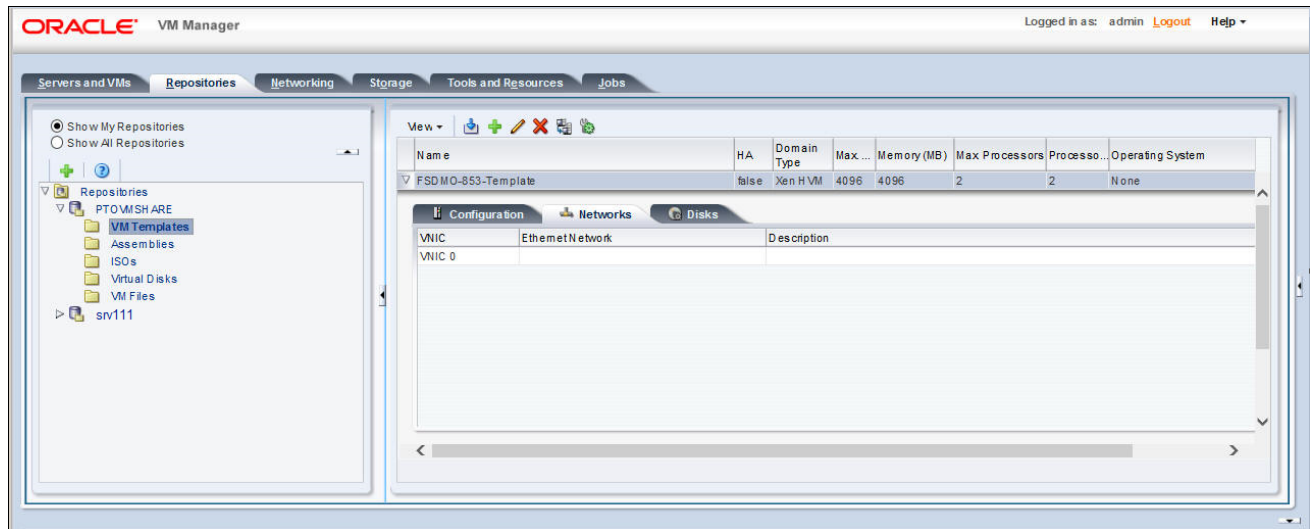 ORACLE VM Manager
Logged in as: admin Logout Help
Servers and VMs Repositories Networking Storage Tools and Resources Jobs
Show My Repositories
Show All Repositories
Repositories
PTOVMSHARE
VM Templates
Assemblies
ISOs
Virtual Disks
VM Files
srv111
View
Name HA Domain Type Max... Memory (MB) Max Processors Processo... Operating System
FSDMO-853-Template false Xen HVM 4096 4096 2 2 None
Configuration Networks Disks
VNIC Ethernet Network Description
VNIC 0